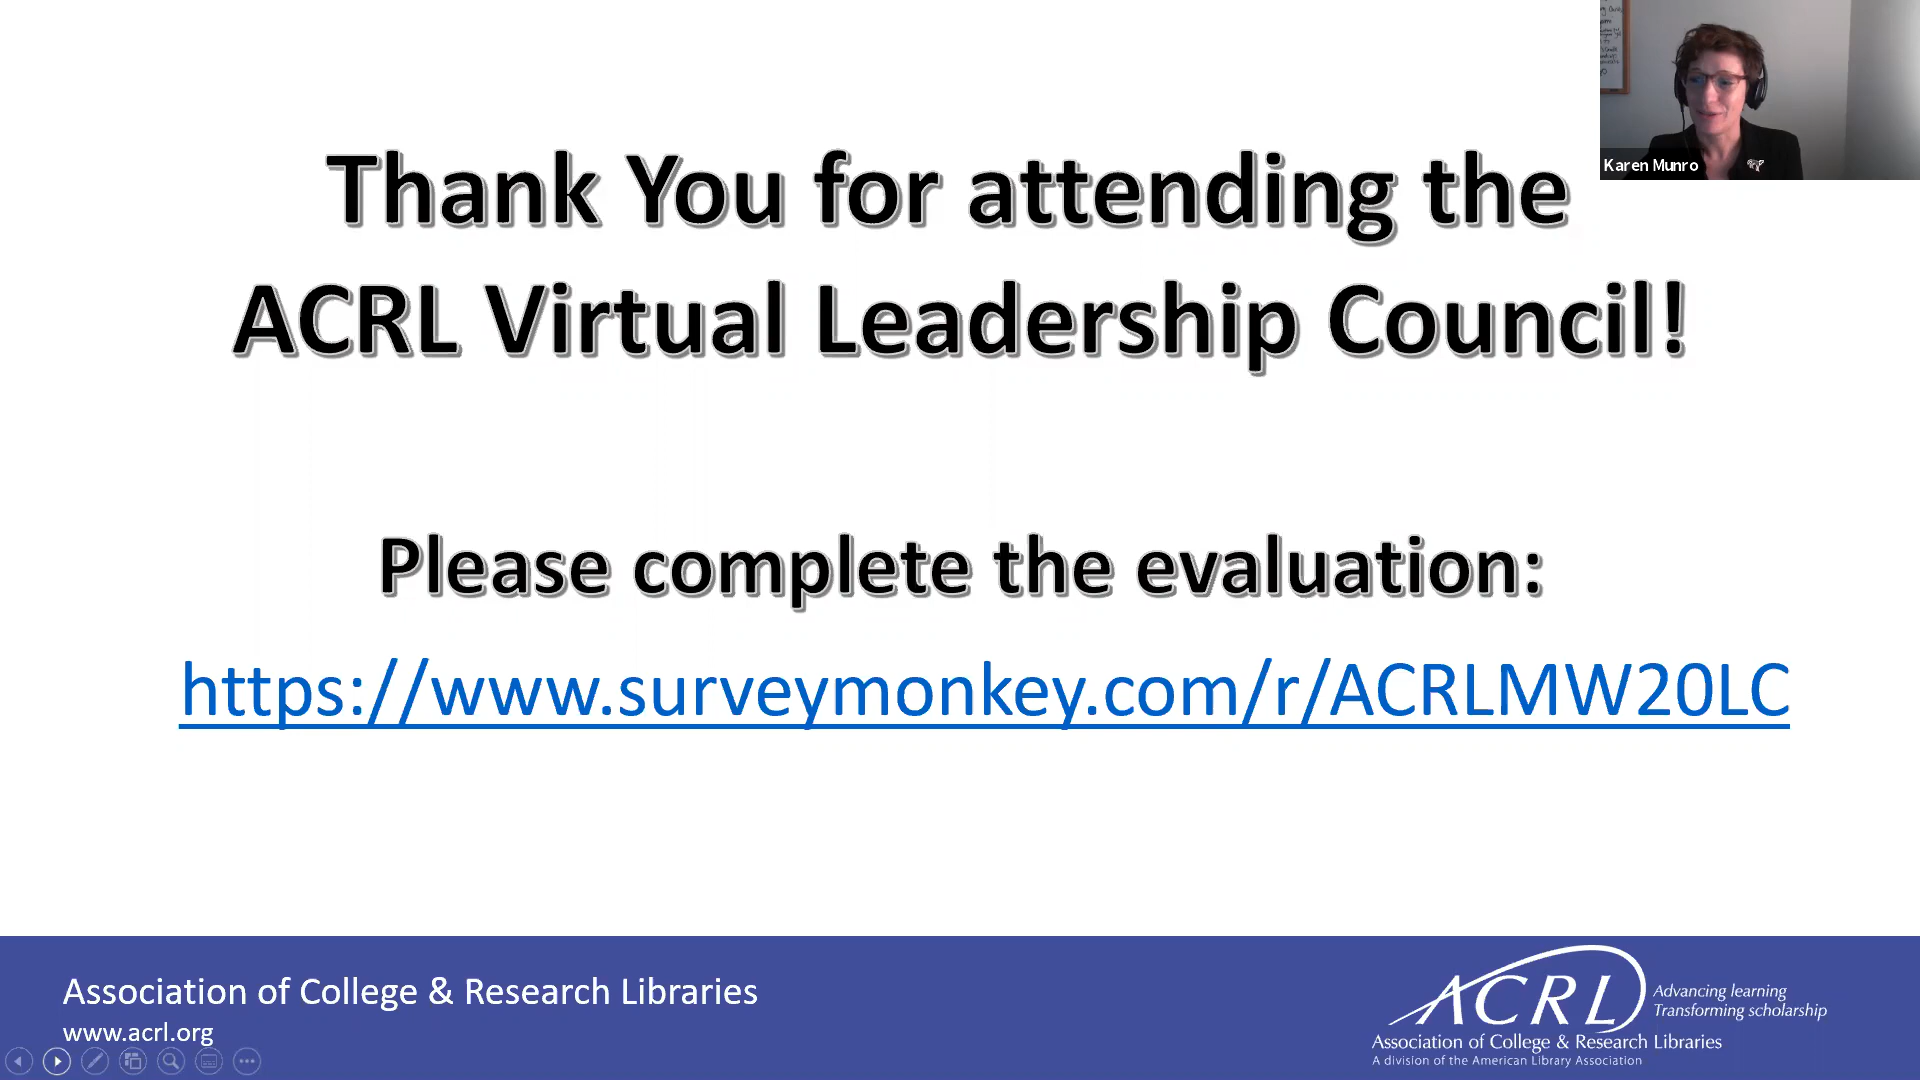 Karen Munro
Thank You for attending the
ACRL Virtual Leadership Council!
Please complete the evaluation:
https://www.surveymonkey.com/r/ACRLMW20LC
Association of College & Research Libraries
www.acrl.org
ACRL
Advancing learning
Transforming scholarship
Association of College & Research Libraries
A division of the American Library Association